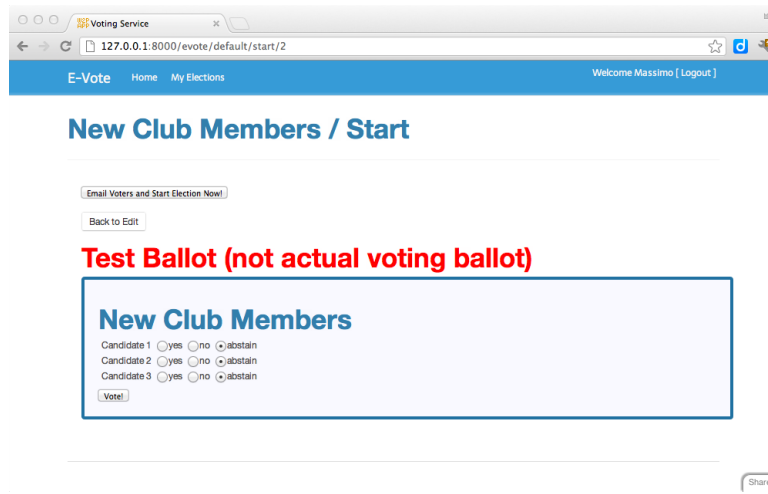 Voting Service
127.0.0.1:8000/evote/default/start/2
E-Vote Home My Elections Welcome Massimo [ Logout ]
New Club Members / Start
Email Voters and Start Election Now!
Back to Edit
Test Ballot (not actual voting ballot)
New Club Members
Candidate 1 yes no abstain
Candidate 2 yes no abstain
Candidate 3 yes no abstain
Vote!
Share